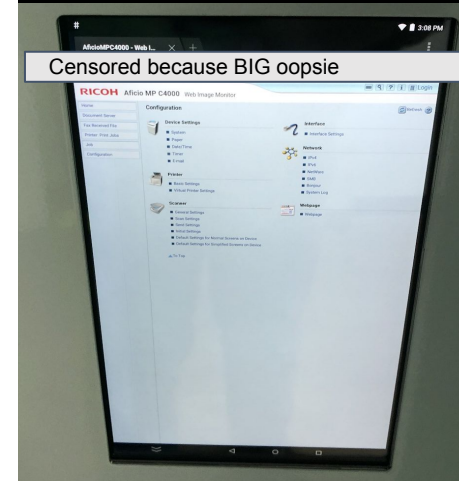 # 3:08 PM
AficioMPC4000 - Web I... × +
Censored because BIG oopsie
RICOH Aficio MP C4000 Web Image Monitor
Login
Home
Configuration
Refresh
Document Server
Fax Received File
Printer: Print Jobs
Job
Configuration
Device Settings
System
Paper
Date/Time
Timer
E-mail
Printer
Basic Settings
Virtual Printer Settings
Scanner
General Settings
Scan Settings
Send Settings
Initial Settings
Default Settings for Normal Screens on Device
Default Settings for Simplified Screens on Device
To Top
Interface
Interface Settings
Network
IPv4
IPv6
NetWare
SMB
Bonjour
System Log
Webpage
Webpage